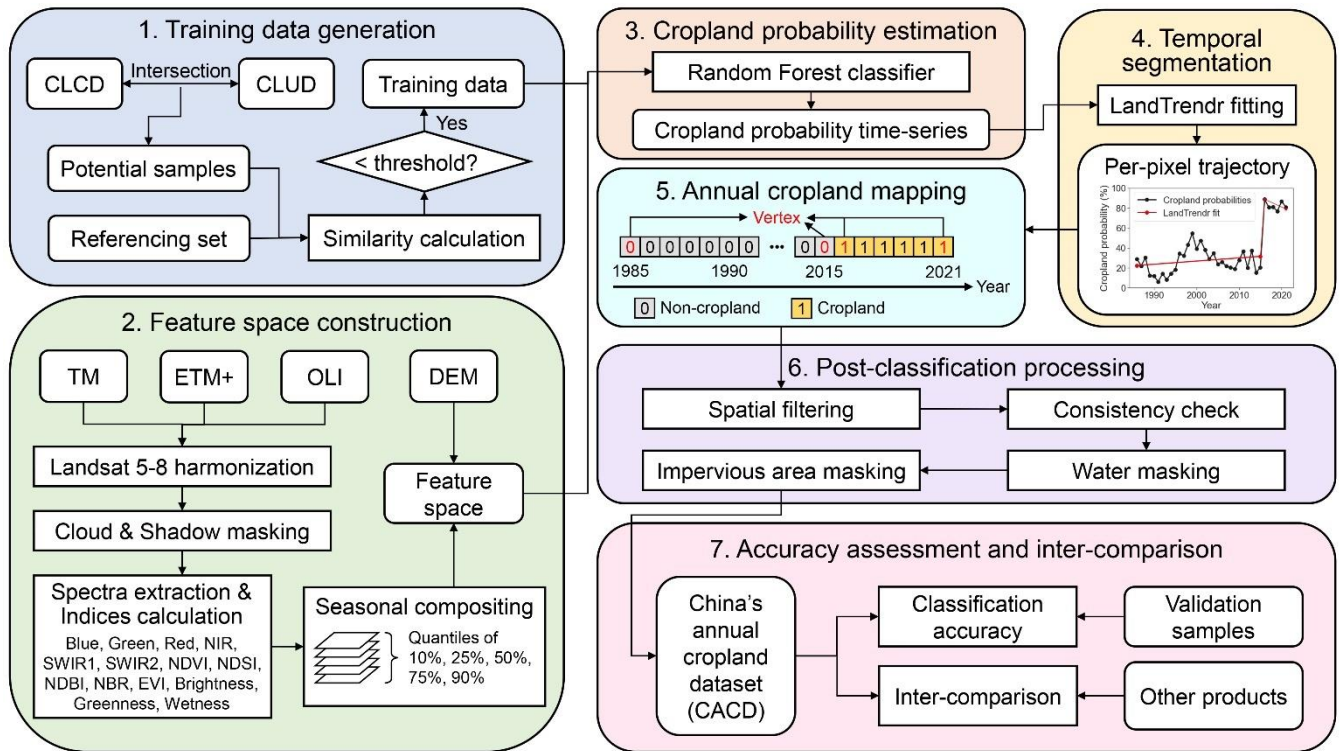 1. Training data generation
CLCD
Intersection
CLUD
Training data
Yes
Potential samples
< threshold?
Referencing set
Similarity calculation
2. Feature space construction
TM
ETM+
OLI
DEM
Landsat 5-8 harmonization
Feature
space
Cloud & Shadow masking
Spectra extraction &
Indices calculation
Blue, Green, Red, NIR,
SWIR1, SWIR2, NDVI, NDSI,
NDBI, NBR, EVI, Brightness,
Greenness, Wetness
Seasonal compositing
Quantiles of
10%, 25%, 50%,
75%, 90%
3. Cropland probability estimation
Random Forest classifier
Cropland probability time-series
4. Temporal
segmentation
LandTrendr fitting
Per-pixel trajectory
Cropland probability (%)
100
80
60
40
20
0
Cropland probabilities
LandTrendr fit
1990 2000 2010 2020
Year
5. Annual cropland mapping
Vertex
0 0 0 0 0 0 0 ••• 0 0 1 1 1 1 1 1
1985 1990 2015 2021
Year
0 Non-cropland 1 Cropland
6. Post-classification processing
Spatial filtering
Consistency check
Impervious area masking
Water masking
7. Accuracy assessment and inter-comparison
China's
annual
cropland
dataset
(CACD)
Classification
accuracy
Validation
samples
Inter-comparison
Other products